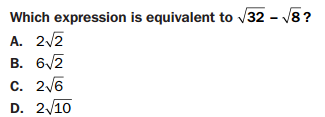 Which expression is equivalent to √32 – √8?
A. 2√2
B. 6√2
C. 2√6
D. 2√10